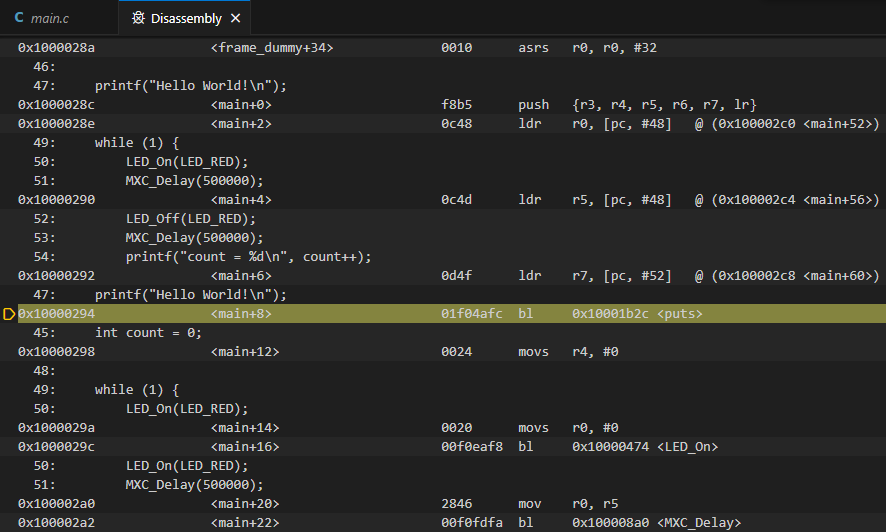 C main.c Disassembly ×
0x1000028a <frame_dummy+34> 0010 asrs r0, r0, #32
46:
47: printf("Hello World!\n");
0x1000028c <main+0> f8b5 push {r3, r4, r5, r6, r7, lr}
0x1000028e <main+2> 0c48 ldr r0, [pc, #48] @ (0x100002c0 <main+52>)
49: while (1) {
50: LED_On(LED_RED);
51: MXC_Delay(500000);
0x10000290 <main+4> 0c4d ldr r5, [pc, #48] @ (0x100002c4 <main+56>)
52: LED_Off(LED_RED);
53: MXC_Delay(500000);
54: printf("count = %d\n", count++);
0x10000292 <main+6> 0d4f ldr r7, [pc, #52] @ (0x100002c8 <main+60>)
47: printf("Hello World!\n");
0x10000294 <main+8> 01f04afc bl 0x10001b2c <puts>
45: int count = 0;
0x10000298 <main+12> 0024 movs r4, #0
48:
49: while (1) {
50: LED_On(LED_RED);
0x1000029a <main+14> 0020 movs r0, #0
0x1000029c <main+16> 00f0eaf8 bl 0x10000474 <LED_On>
50: LED_On(LED_RED);
51: MXC_Delay(500000);
0x100002a0 <main+20> 2846 mov r0, r5
0x100002a2 <main+22> 00f0fdfa bl 0x100008a0 <MXC_Delay>